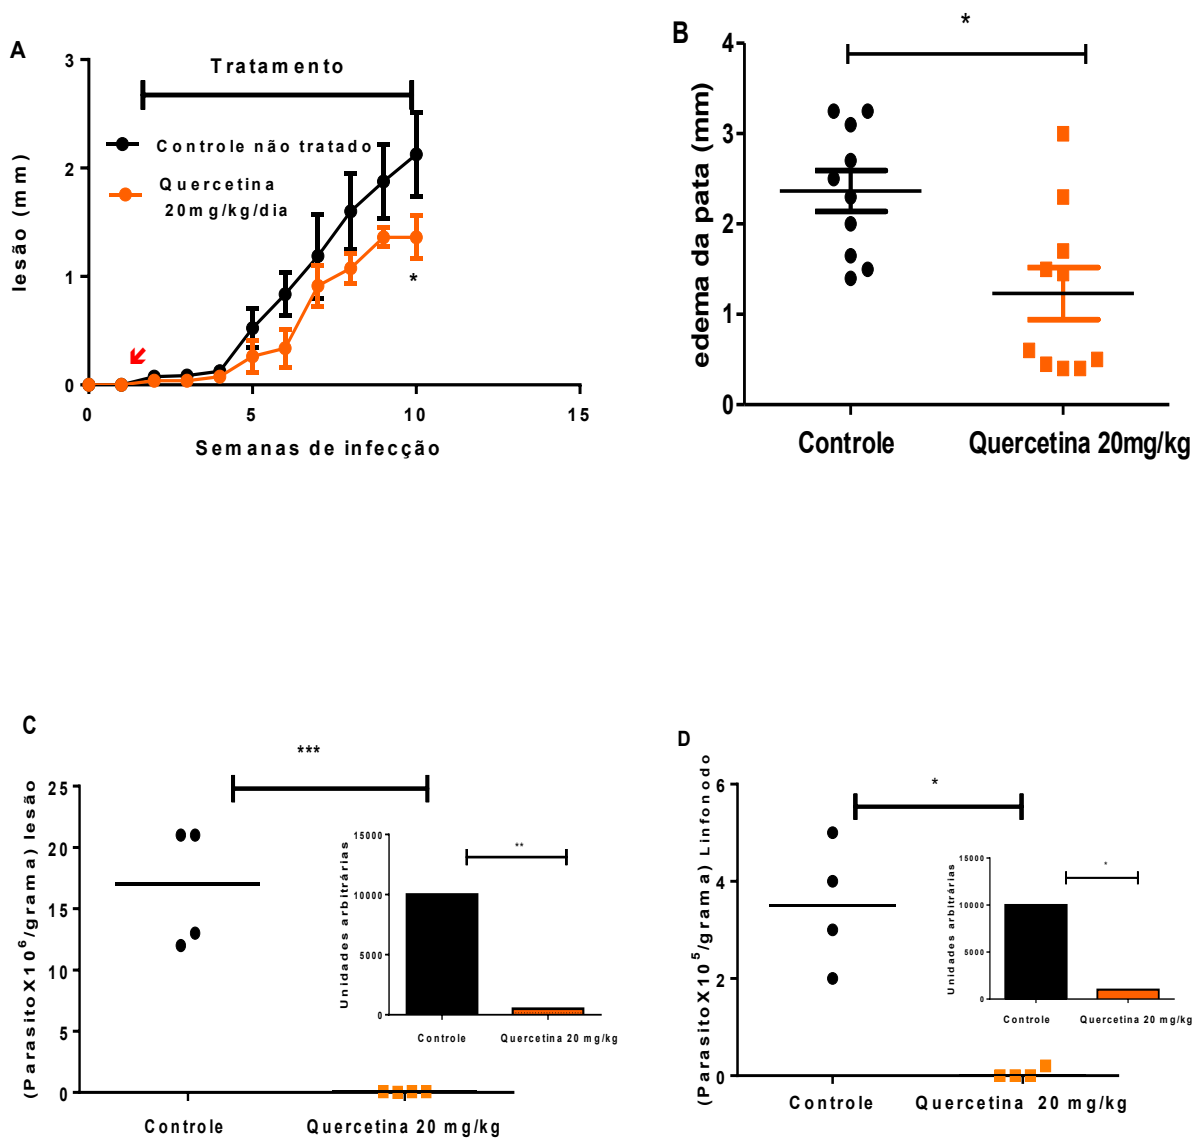 A
3
2
1
0
lesão (mm)
Tratamento
Controle não tratado
Quercetina
20mg/kg/dia
*
0
5
10
15
Semanas de infecção
B
*
4
3
2
1
0
edema da pata (mm)
Controle
Quercetina 20mg/kg
C
***
25
20
15
10
5
0
(ParasitoX10⁶/grama) lesão
Controle
Quercetina 20 mg/kg
15000
10000
5000
0
Unidades arbitrárias
**
Controle
Quercetina 20 mg/kg
D
*
6
4
2
0
(ParasitoX10⁵/grama) Linfonodo
Controle
Quercetina 20 mg/kg
15000
10000
5000
0
Unidades arbitrárias
*
Controle
Quercetina 20 mg/kg